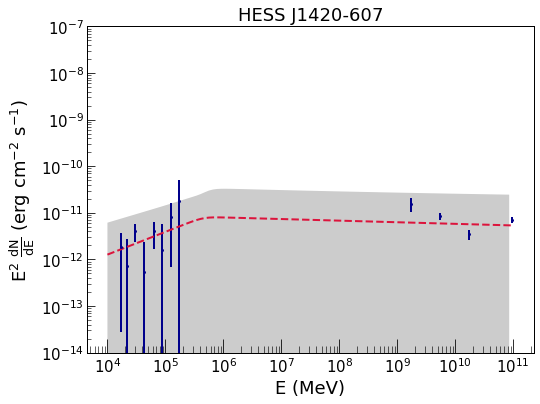 HESS J1420-607
E² dN/dE (erg cm⁻² s⁻¹)
10⁻⁷
10⁻⁸
10⁻⁹
10⁻¹⁰
10⁻¹¹
10⁻¹²
10⁻¹³
10⁻¹⁴
10⁴ 10⁵ 10⁶ 10⁷ 10⁸ 10⁹ 10¹⁰ 10¹¹
E (MeV)